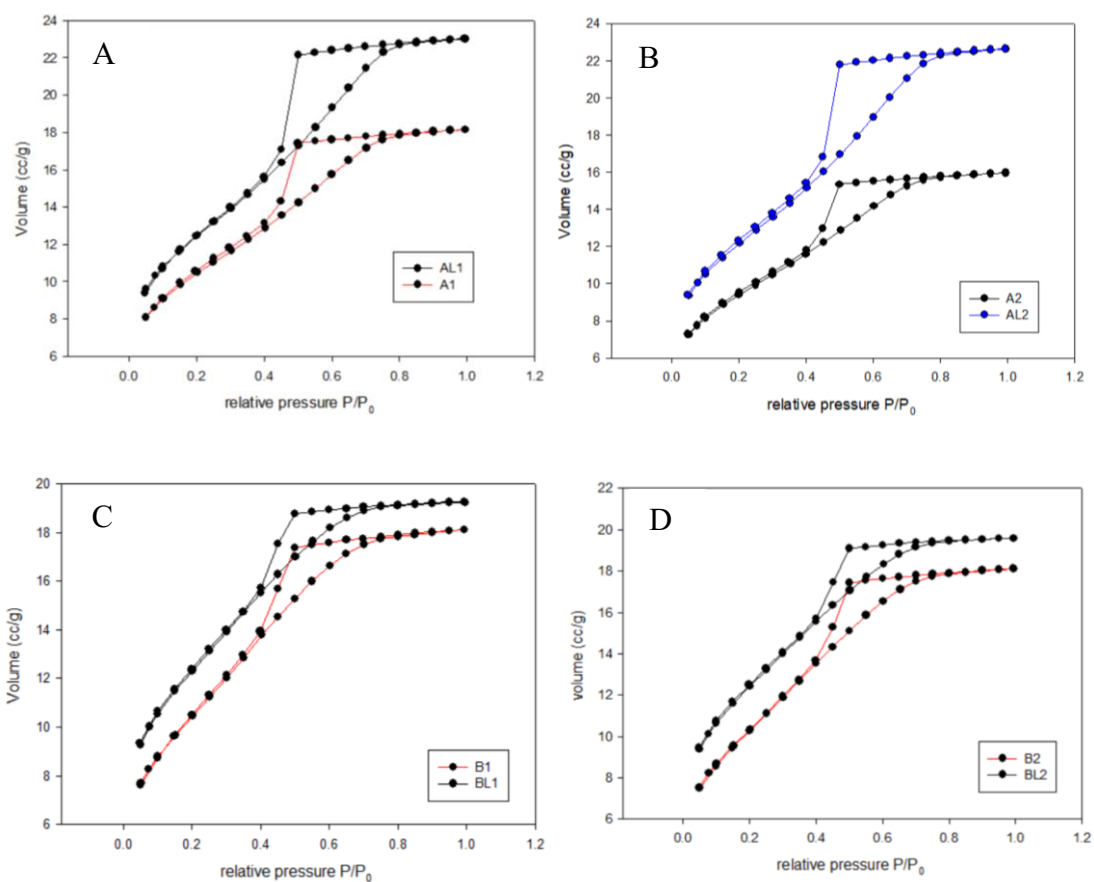 A
Volume (cc/g)
24
22
20
18
16
14
12
10
8
6
0.0 0.2 0.4 0.6 0.8 1.0 1.2
relative pressure P/P0
AL1
A1
B
Volume (cc/g)
24
22
20
18
16
14
12
10
8
6
0.0 0.2 0.4 0.6 0.8 1.0 1.2
relative pressure P/P0
A2
AL2
C
Volume (cc/g)
20
18
16
14
12
10
8
6
0.0 0.2 0.4 0.6 0.8 1.0 1.2
relative pressure P/P0
B1
BL1
D
volume (cc/g)
22
20
18
16
14
12
10
8
6
0.0 0.2 0.4 0.6 0.8 1.0 1.2
relative pressure P/P0
B2
BL2